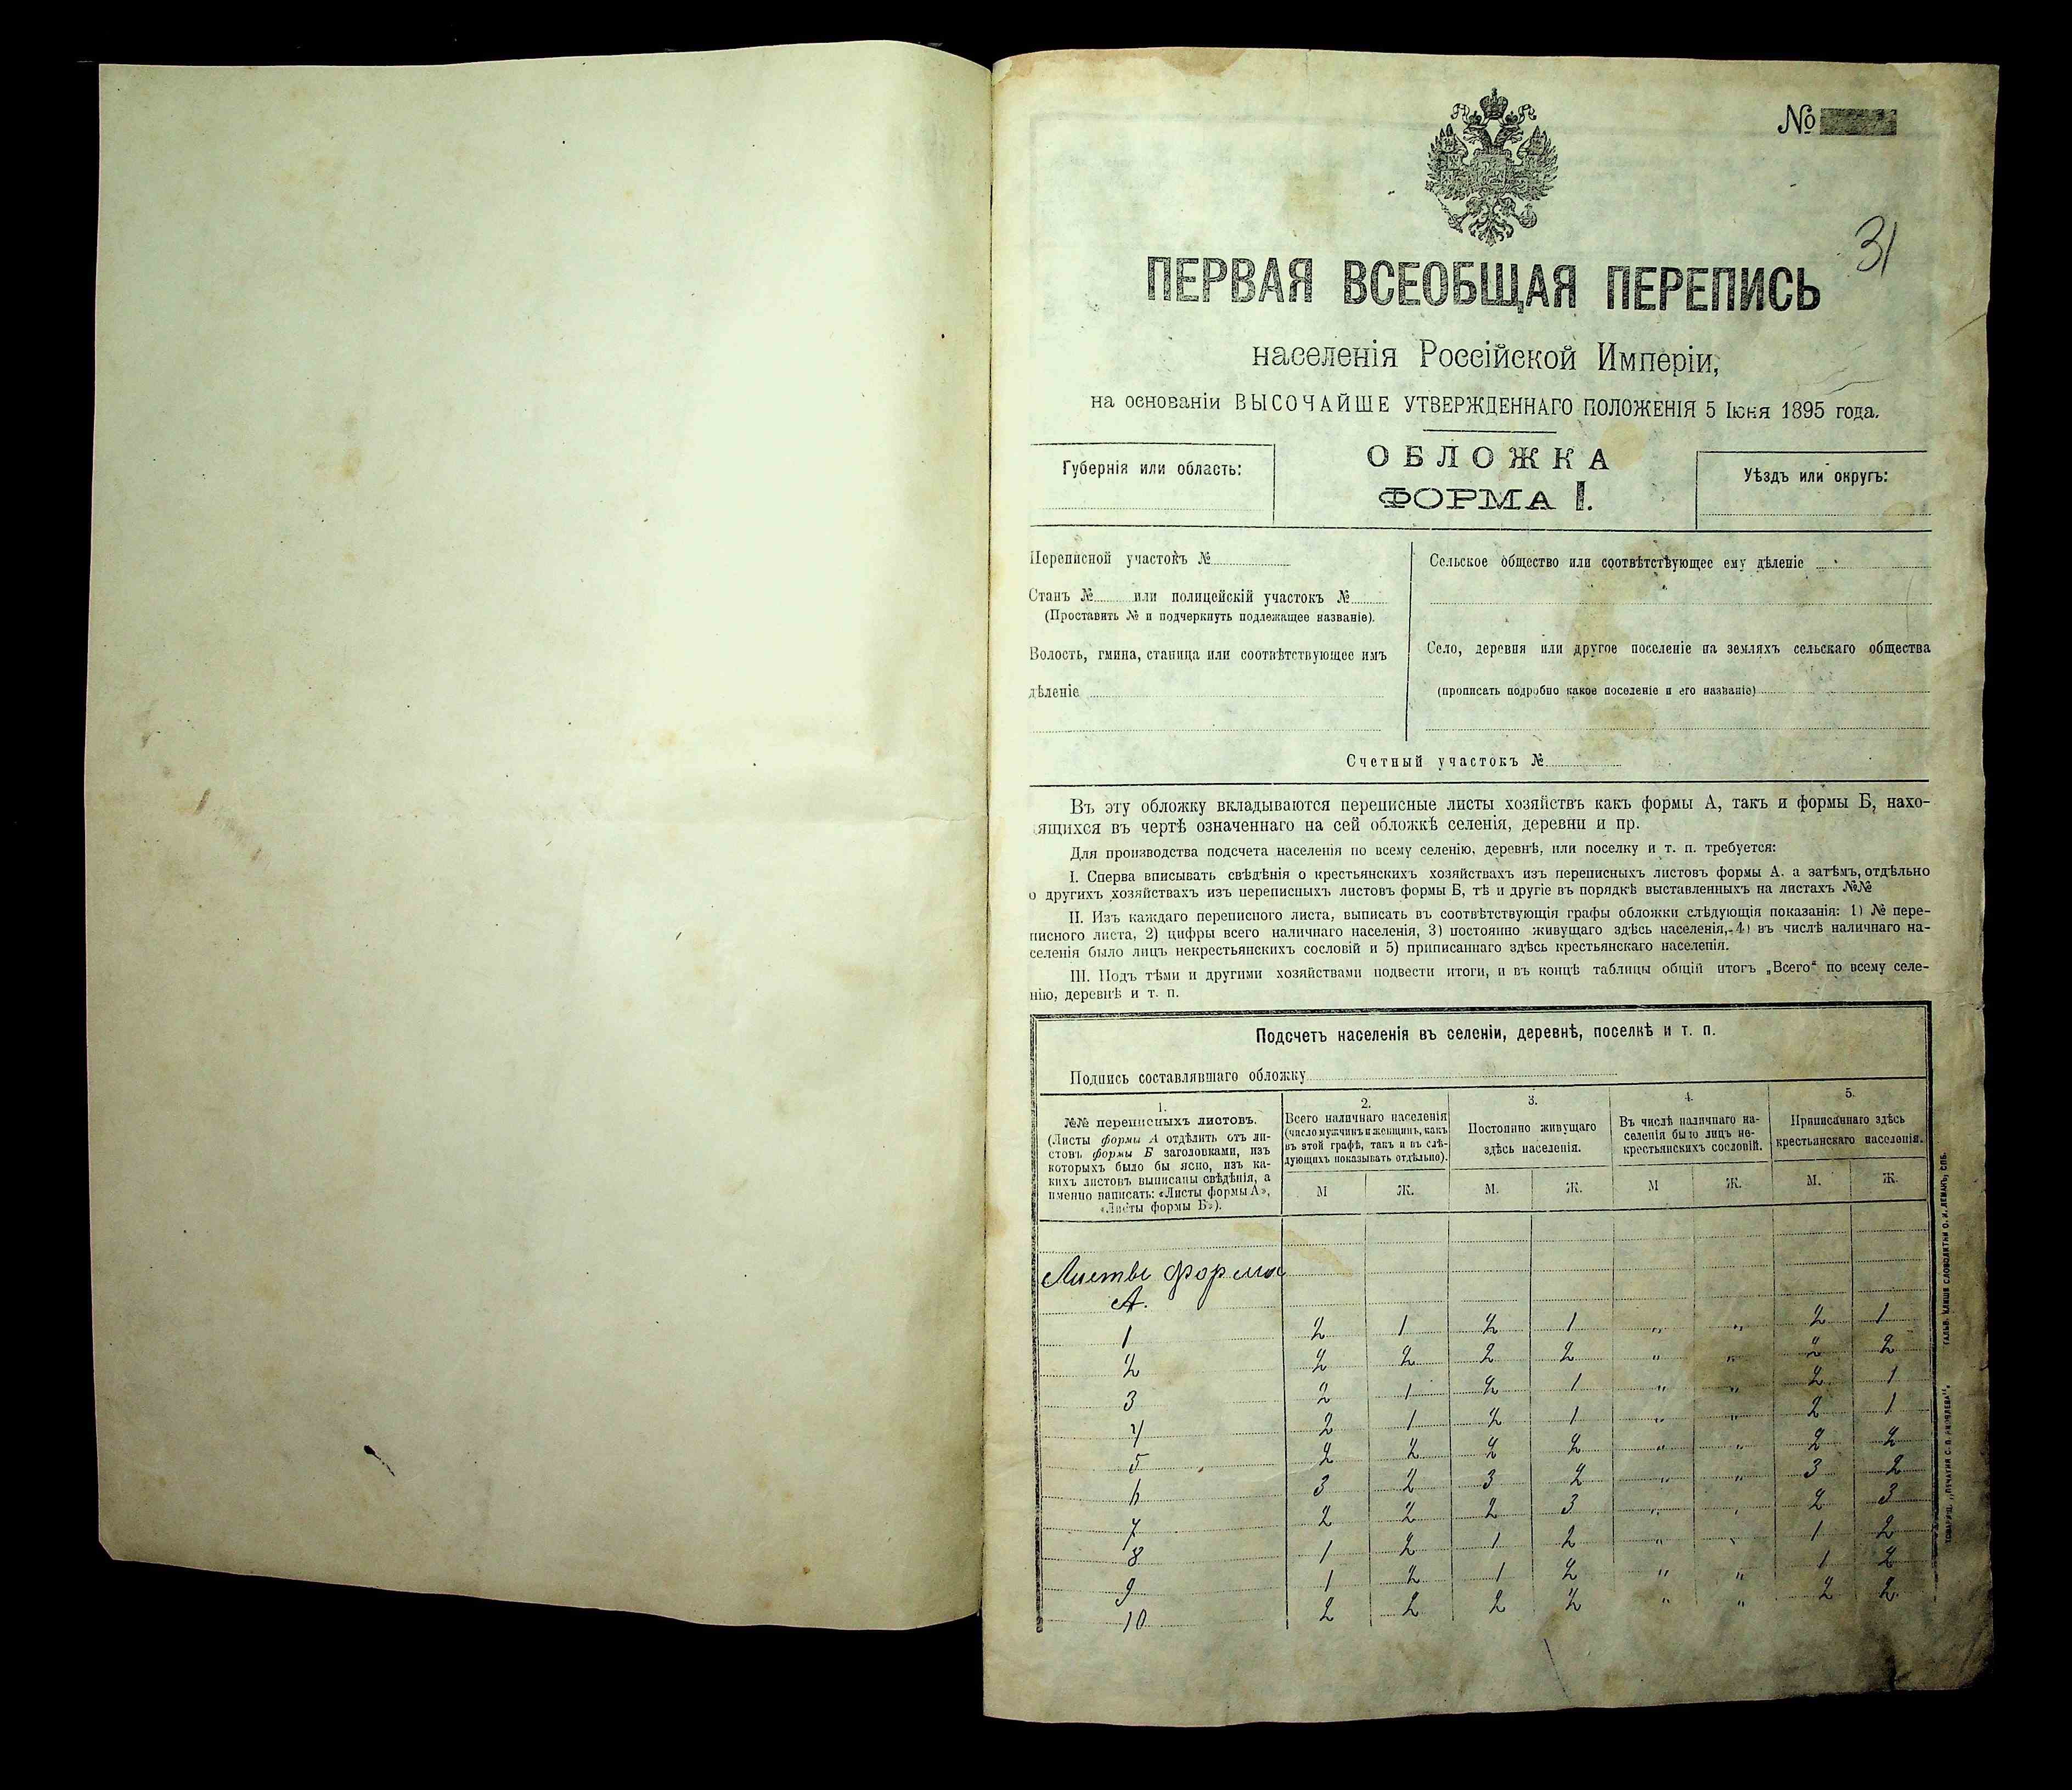 №
31
ПЕРВАЯ ВСЕОБЩАЯ ПЕРЕПИСЬ
населенія Россійской Имперіи,
на основаніи ВЫСОЧАЙШЕ УТВЕРЖДЕННАГО ПОЛОЖЕНІЯ 5 Іюня 1895 года.
Губернія или область:
ОБЛОЖКА
ФОРМА I.
Уѣздъ или округъ:
Переписной участокъ №
Станъ № или полицейскій участокъ №
(Проставить № и подчеркнуть подлежащее названіе).
Волость, гмина, станица или соотвѣтствующее имъ
дѣленіе
Сельское общество или соотвѣтствующее ему дѣленіе
Село, деревня или другое поселеніе на земляхъ сельскаго общества
(прописать подробно какое поселеніе и его названіе)
Счетный участокъ №
Въ эту обложку вкладываются переписные листы хозяйствъ какъ формы А, такъ и формы Б, нахо-
ящихся въ чертѣ означеннаго на сей обложкѣ селенія, деревни и пр.
Для производства подсчета населенія по всему селенію, деревнѣ, или поселку и т. п. требуется:
I. Сперва вписывать свѣдѣнія о крестьянскихъ хозяйствахъ изъ переписныхъ листовъ формы А. а затѣмъ, отдѣльно
о другихъ хозяйствахъ изъ переписныхъ листовъ формы Б, тѣ и другіе въ порядкѣ выставленныхъ на листахъ №№
II. Изъ каждаго переписного листа, выписать въ соотвѣтствующія графы обложки слѣдующія показанія: 1) № пере-
писного листа, 2) цифры всего наличнаго населенія, 3) постоянно живущаго здѣсь населенія, 4) въ числѣ наличнаго на-
селенія было лицъ некрестьянскихъ сословій и 5) приписаннаго здѣсь крестьянскаго населенія.
III. Подъ тѣми и другими хозяйствами подвести итоги, и въ концѣ таблицы общій итогъ „Всего“ по всему селе-
нію, деревнѣ и т. п.
Подсчетъ населенія въ селеніи, деревнѣ, поселкѣ и т. п.
Подпись составлявшаго обложку
1.
№№ переписныхъ листовъ.
(Листы формы А отдѣлить отъ ли-
стовъ формы Б заголовками, изъ
которыхъ было бы ясно, изъ ка-
кихъ листовъ выписаны свѣдѣнія, а
именно написать: «Листы формы А»,
«Листы формы Б»).
2.
Всего наличнаго населенія
(число мужчинъ и женщинъ, какъ
въ этой графѣ, такъ и въ слѣ-
дующихъ показывать отдѣльно).
3.
Постоянно живущаго
здѣсь населенія.
4.
Въ числѣ наличнаго на-
селенія было лицъ не-
крестьянскихъ сословій.
5.
Приписаннаго здѣсь
крестьянскаго населенія.
М Ж. М. Ж. М Ж. М. Ж.
Листы формы
А.
1 2 1 2 1 „ „ 2 1
2 2 2 2 2 „ „ 2 2
3 2 1 2 1 „ „ 2 1
4 2 1 2 1 „ „ 2 1
5 2 2 2 2 „ „ 2 2
6 3 2 3 2 „ „ 3 2
7 2 2 2 3 „ „ 2 3
8 1 2 1 2 „ „ 1 2
9 1 2 1 2 „ „ 1 2
10 2 2 2 2 „ „ 2 2